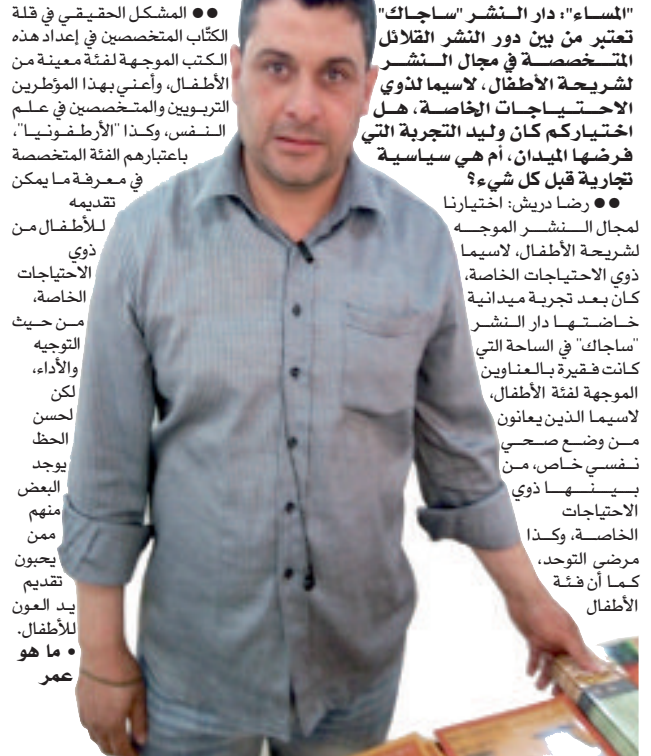 "المساء": دار النشر "ساجاك"
تعتبر من بين دور النشر القلائل
المتخصصة في مجال النشر
لشريحة الأطفال، لاسيما لذوي
الاحتياجات الخاصة، هل
اختياركم كان وليد التجربة التي
فرضها الميدان، أم هي سياسية
تجارية قبل كل شيء؟
●● رضا دريش: اختيارنا
لمجال النشر الموجه
لشريحة الأطفال، لاسيما
ذوي الاحتياجات الخاصة،
كان بعد تجربة ميدانية
خاضتها دار النشر
"ساجاك" في الساحة التي
كانت فقيرة بالعناوين
الموجهة لفئة الأطفال،
لاسيما الذين يعانون
من وضع صحي
نفسي خاص، من
بينها ذوي
الاحتياجات
الخاصة، وكذا
مرضى التوحد،
كما أن فئة
الأطفال
●● المشكل الحقيقي في قلة
الكتّاب المتخصصين في إعداد هذه
الكتب الموجهة لفئة معينة من
الأطفال، وأعني بهذا المؤطرين
التربويين والمتخصصين في علم
النفس، وكذا "الأرطفونيا"،
باعتبارهم الفئة المتخصصة
في معرفة ما يمكن
تقديمه
للأطفال من
ذوي
الاحتياجات
الخاصة،
من حيث
التوجيه
والأداء،
لكن
لحسن
الحظ
يوجد
البعض
منهم
ممن
يحبون
تقديم
يد العون
للأطفال.
• ما هو
عمر